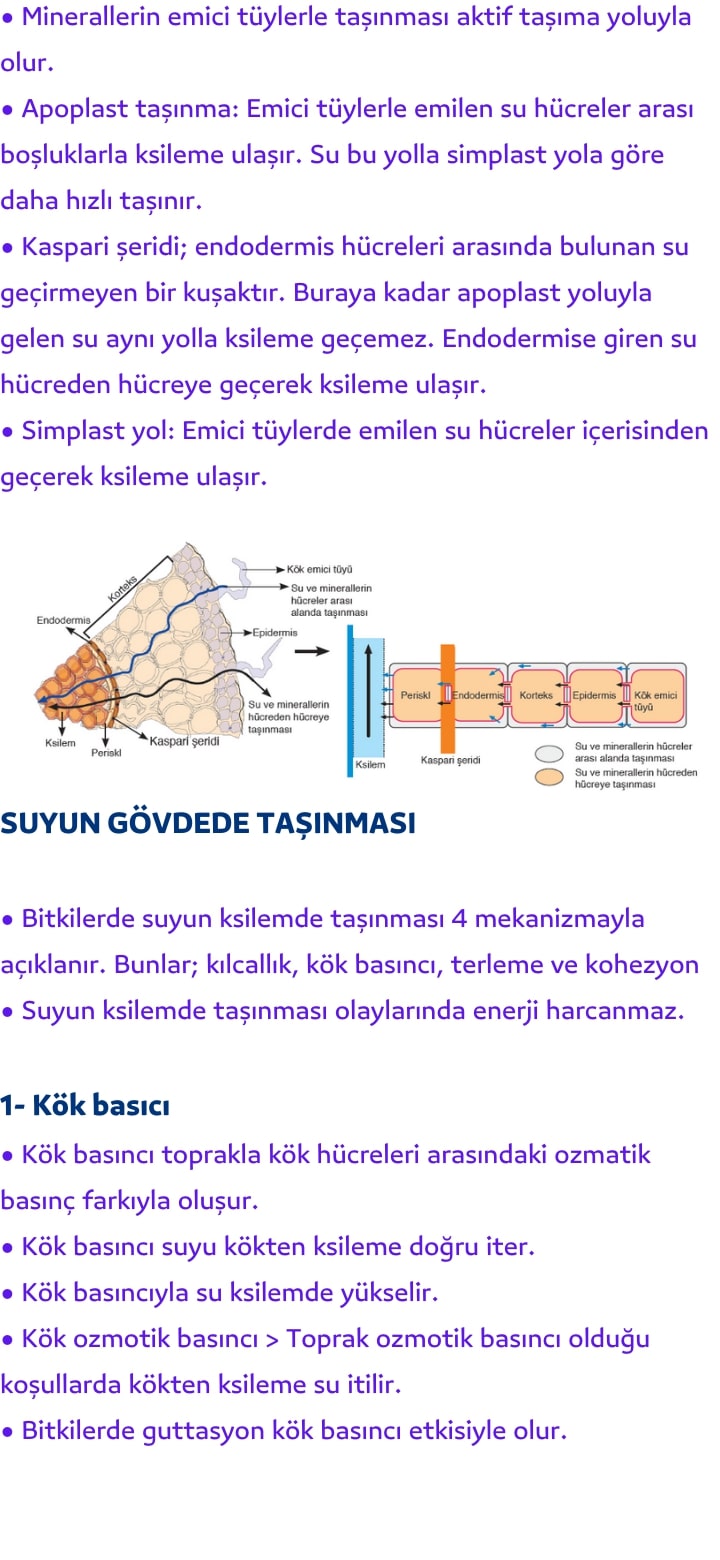 • Minerallerin emici tüylerle taşınması aktif taşıma yoluyla
olur.
• Apoplast taşınma: Emici tüylerle emilen su hücreler arası
boşluklarla ksileme ulaşır. Su bu yolla simplast yola göre
daha hızlı taşınır.
• Kaspari şeridi; endodermis hücreleri arasında bulunan su
geçirmeyen bir kuşaktır. Buraya kadar apoplast yoluyla
gelen su aynı yolla ksileme geçemez. Endodermise giren su
hücreden hücreye geçerek ksileme ulaşır.
• Simplast yol: Emici tüylerde emilen su hücreler içerisinden
geçerek ksileme ulaşır.
Korteks
Endodermis
Kök emici tüyü
Su ve minerallerin
hücreler arası
alanda taşınması
Epidermis
Su ve minerallerin
hücreden hücreye
taşınması
Ksilem
Periskl
Kaspari şeridi
Periskl
Endodermis
Korteks
Epidermis
Kök emici
tüyü
Ksilem
Kaspari şeridi
Su ve minerallerin hücreler
arası alanda taşınması
Su ve minerallerin hücreden
hücreye taşınması
SUYUN GÖVDEDE TAŞINMASI
• Bitkilerde suyun ksilemde taşınması 4 mekanizmayla
açıklanır. Bunlar; kılcallık, kök basıncı, terleme ve kohezyon
• Suyun ksilemde taşınması olaylarında enerji harcanmaz.
1- Kök basıcı
• Kök basıncı toprakla kök hücreleri arasındaki ozmatik
basınç farkıyla oluşur.
• Kök basıncı suyu kökten ksileme doğru iter.
• Kök basıncıyla su ksilemde yükselir.
• Kök ozmotik basıncı > Toprak ozmotik basıncı olduğu
koşullarda kökten ksileme su itilir.
• Bitkilerde guttasyon kök basıncı etkisiyle olur.